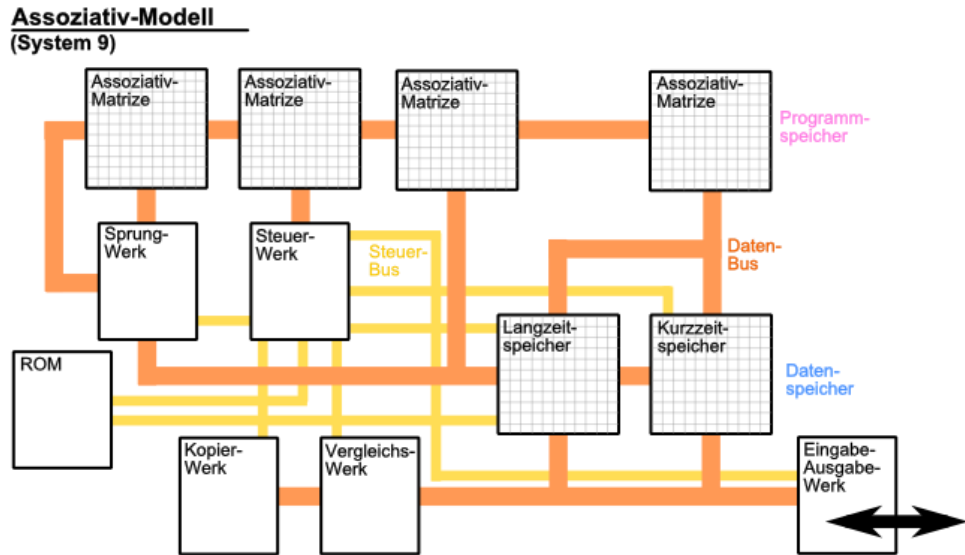 Assoziativ-Modell
(System 9)
Assoziativ-
Matrize
Assoziativ-
Matrize
Assoziativ-
Matrize
Assoziativ-
Matrize
Programm-
speicher
Sprung-
Werk
Steuer-
Werk
Steuer-
Bus
Daten-
Bus
Langzeit-
speicher
Kurzzeit-
speicher
ROM
Daten-
speicher
Kopier-
Werk
Vergleichs-
Werk
Eingabe-
Ausgabe-
Werk